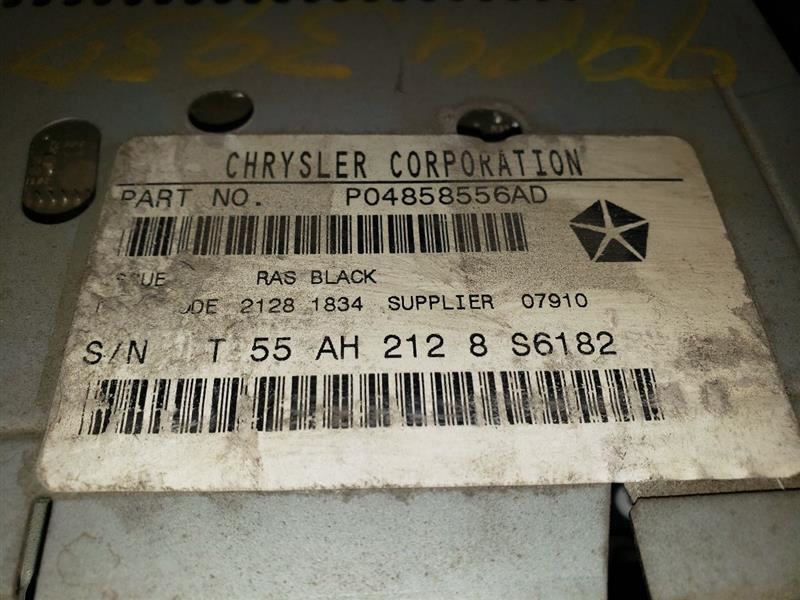 CHRYSLER CORPORATION
PART NO. P04858556AD
RAS BLACK
2128 1834 SUPPLIER 07910
S/N T 55 AH 212 8 S6182